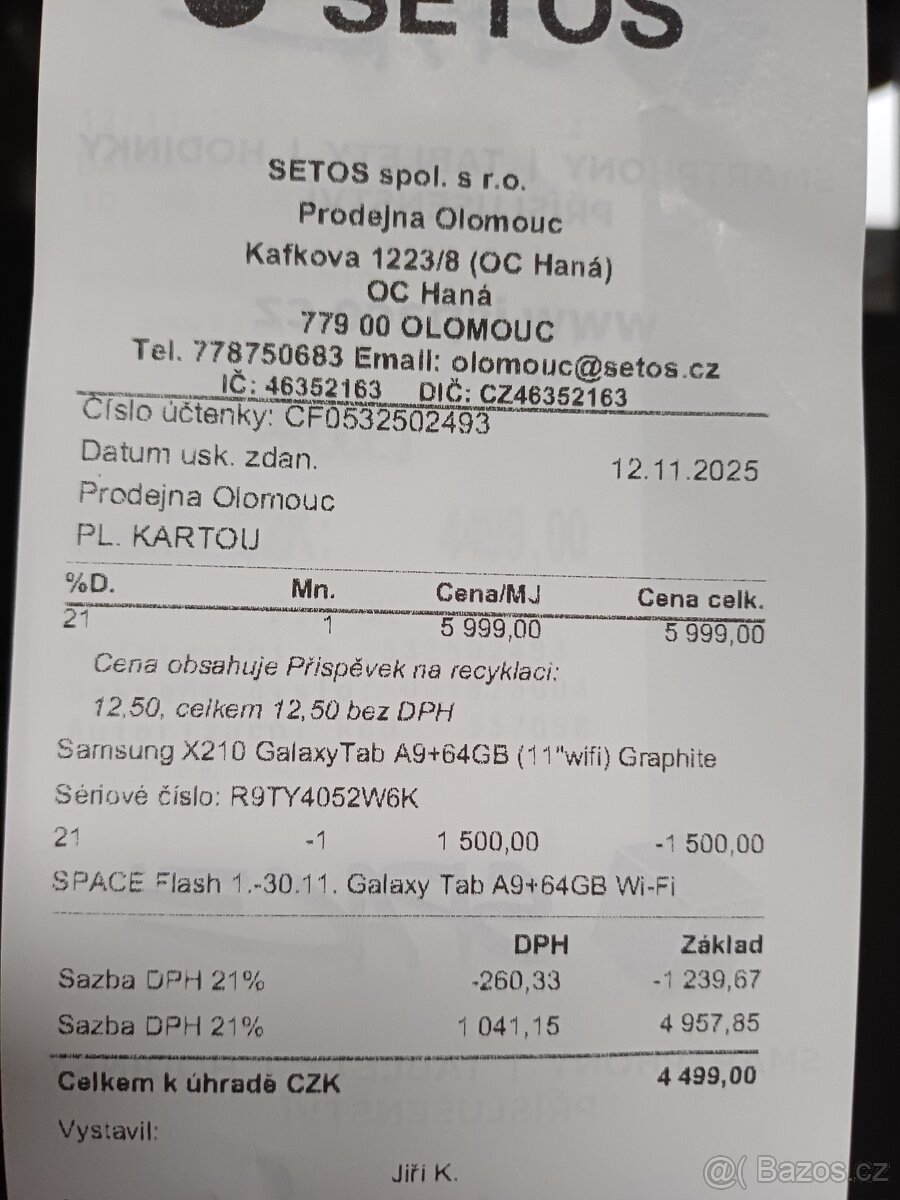 SETOS
SETOS spol. s r.o.
Prodejna Olomouc
Kafkova 1223/8 (OC Haná)
OC Haná
779 00 OLOMOUC
Tel. 778750683 Email: olomouc@setos.cz
IČ: 46352163 DIČ: CZ46352163
Číslo účtenky: CF0532502493
Datum usk. zdan. 12.11.2025
Prodejna Olomouc
PL. KARTOU
%D. Mn. Cena/MJ Cena celk.
21 1 5 999,00 5 999,00
Cena obsahuje Příspěvek na recyklaci:
12,50, celkem 12,50 bez DPH
Samsung X210 GalaxyTab A9+64GB (11"wifi) Graphite
Sériové číslo: R9TY4052W6K
21 -1 1 500,00 -1 500,00
SPACE Flash 1.-30.11. Galaxy Tab A9+64GB Wi-Fi
DPH Základ
Sazba DPH 21% -260,33 -1 239,67
Sazba DPH 21% 1 041,15 4 957,85
Celkem k úhradě CZK 4 499,00
Vystavil:
Jiří K.
@( Bazos.cz